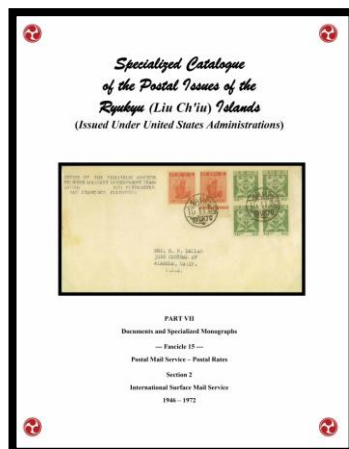 Specialized Catalogue
of the Postal Issues of the
Ryukyu (Liu Ch'iu) Islands
(Issued Under United States Administrations)
PART VII
Documents and Specialized Monographs
— Fascicle 15 —
Postal Mail Service – Postal Rates
Section 2
International Surface Mail Service
1946 – 1972